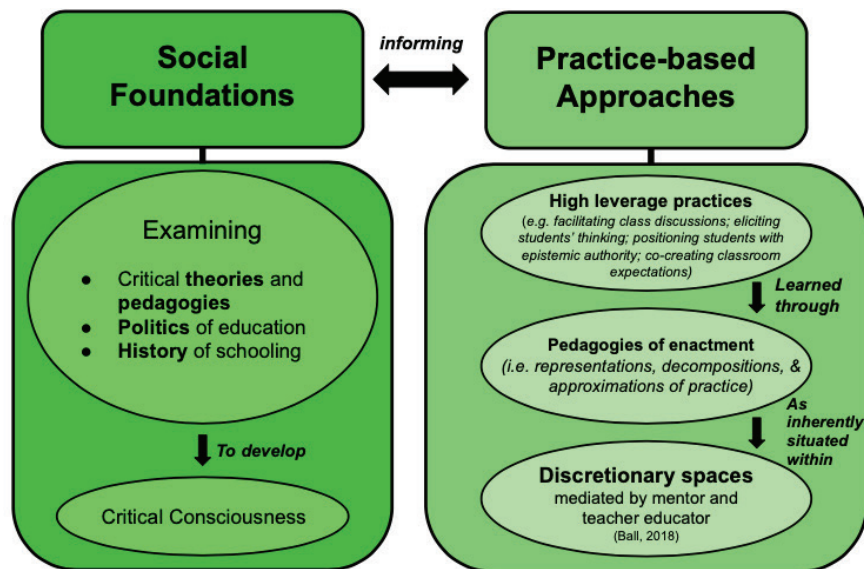 Social
Foundations
informing
Practice-based
Approaches
Examining
● Critical theories and
pedagogies
● Politics of education
● History of schooling
To develop
Critical Consciousness
High leverage practices
(e.g. facilitating class discussions; eliciting
students' thinking; positioning students with
epistemic authority; co-creating classroom
expectations)
Learned
through
Pedagogies of enactment
(i.e. representations, decompositions, &
approximations of practice)
As
inherently
situated
within
Discretionary spaces
mediated by mentor and
teacher educator
(Ball, 2018)